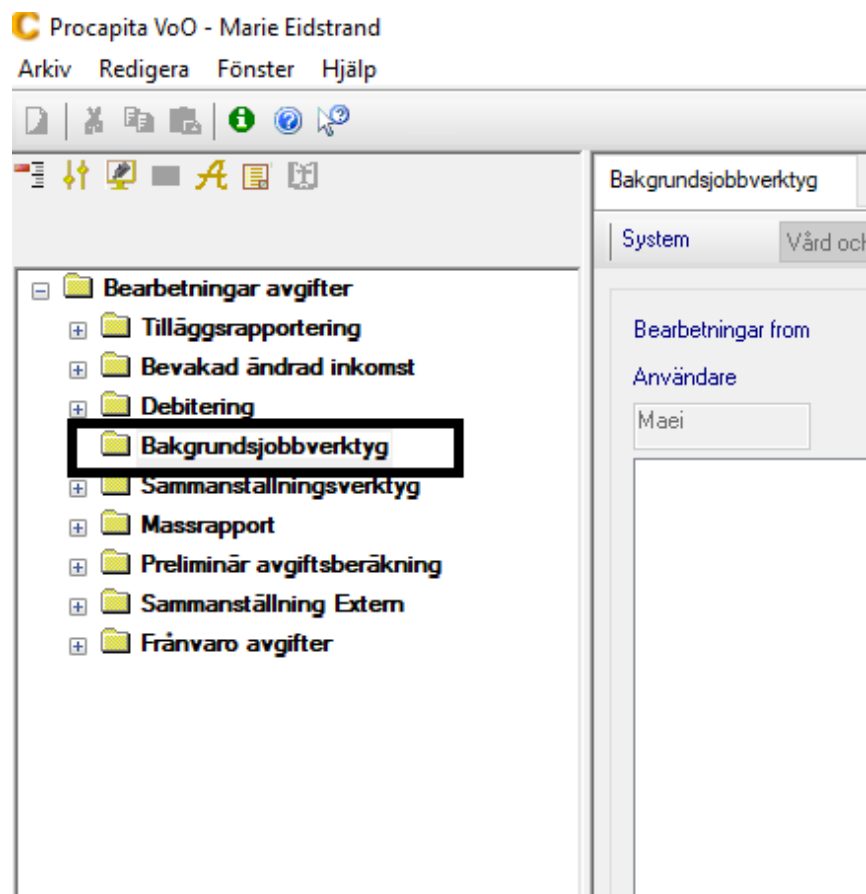 Procapita VoO - Marie Eidstrand
Arkiv Redigera Fönster Hjälp
Bakgrundsjobbverktyg
System Vård och
Bearbetningar avgifter
Tilläggsrapportering
Bevakad ändrad inkomst
Debitering
Bakgrundsjobbverktyg
Sammanställningsverktyg
Massrapport
Preliminär avgiftsberäkning
Sammanställning Extern
Frånvaro avgifter
Bearbetningar from
Användare
Maei